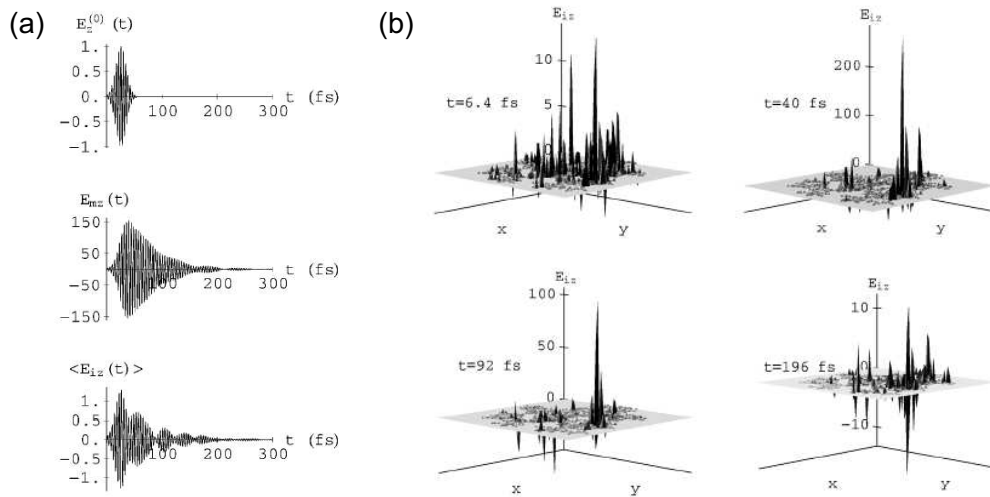 (a)
E_z^(0) (t)
1.
0.5
0.
-0.5
-1.
100 200 300 t (fs)
E_mz (t)
150
50
0
-50
-150
100 200 300 t (fs)
<E_iz (t) >
1.
0.5
0.
-0.5
-1.
100 200 300 t (fs)
(b)
E_iz
10
5
0
t=6.4 fs
x y
E_iz
200
100
0
t=40 fs
x y
E_iz
100
50
0
t=92 fs
x y
E_iz
10
0
-10
t=196 fs
x y